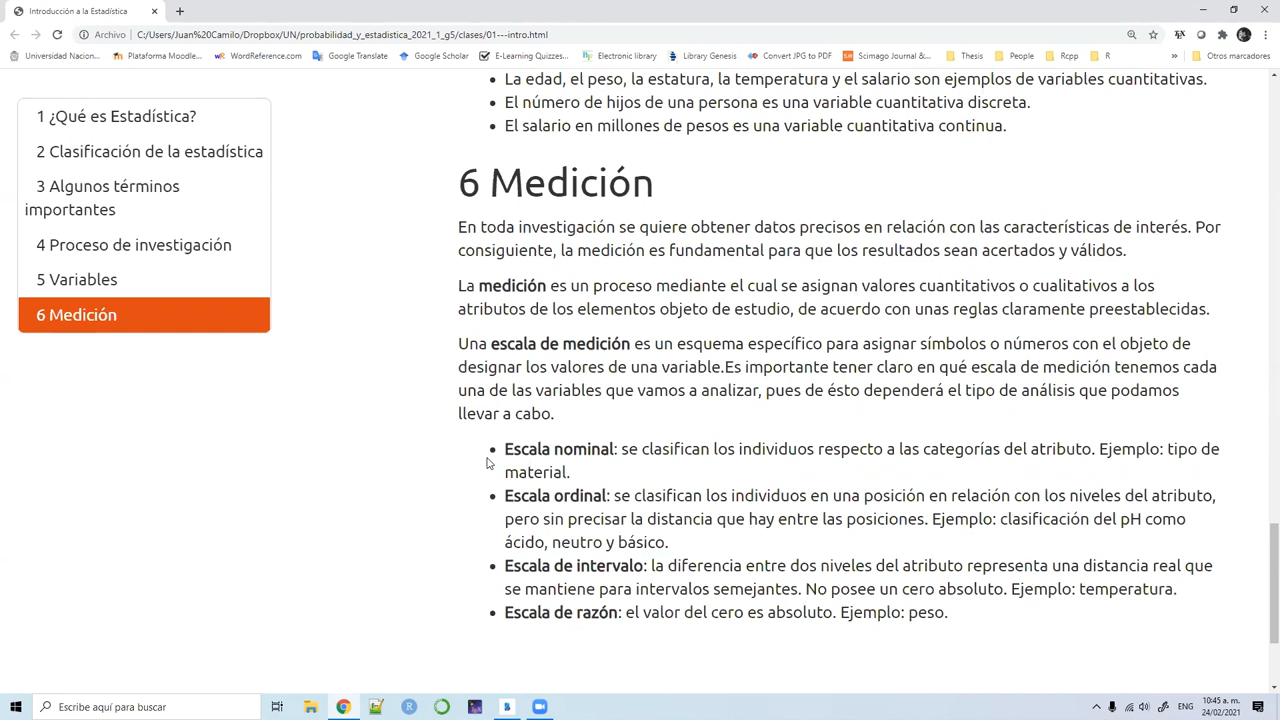 Introducción a la Estadística
Archivo
C:/Users/Juan%20Camilo/Dropbox/UN/probabilidad_y_estadistica_2021_1_g5/clases/01---intro.html
Universidad Nacion...
Plataforma Moodle...
WordReference.com
Google Translate
Google Scholar
E-Learning Quizzes...
Electronic library
Library Genesis
Convert JPG to PDF
Scimago Journal &...
Thesis
People
Rcpp
R
»
Otros marcadores
1 ¿Qué es Estadística?
2 Clasificación de la estadística
3 Algunos términos
importantes
4 Proceso de investigación
5 Variables
6 Medición
• La edad, el peso, la estatura, la temperatura y el salario son ejemplos de variables cuantitativas.
• El número de hijos de una persona es una variable cuantitativa discreta.
• El salario en millones de pesos es una variable cuantitativa continua.
6 Medición
En toda investigación se quiere obtener datos precisos en relación con las características de interés. Por
consiguiente, la medición es fundamental para que los resultados sean acertados y válidos.
La medición es un proceso mediante el cual se asignan valores cuantitativos o cualitativos a los
atributos de los elementos objeto de estudio, de acuerdo con unas reglas claramente preestablecidas.
Una escala de medición es un esquema específico para asignar símbolos o números con el objeto de
designar los valores de una variable.Es importante tener claro en qué escala de medición tenemos cada
una de las variables que vamos a analizar, pues de ésto dependerá el tipo de análisis que podamos
llevar a cabo.
• Escala nominal: se clasifican los individuos respecto a las categorías del atributo. Ejemplo: tipo de
material.
• Escala ordinal: se clasifican los individuos en una posición en relación con los niveles del atributo,
pero sin precisar la distancia que hay entre las posiciones. Ejemplo: clasificación del pH como
ácido, neutro y básico.
• Escala de intervalo: la diferencia entre dos niveles del atributo representa una distancia real que
se mantiene para intervalos semejantes. No posee un cero absoluto. Ejemplo: temperatura.
• Escala de razón: el valor del cero es absoluto. Ejemplo: peso.
Escribe aquí para buscar
ENG
10:45 a. m.
24/02/2021